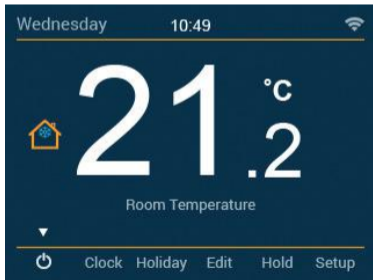 Wednesday 10:49
21.2 °C
Room Temperature
Clock Holiday Edit Hold Setup